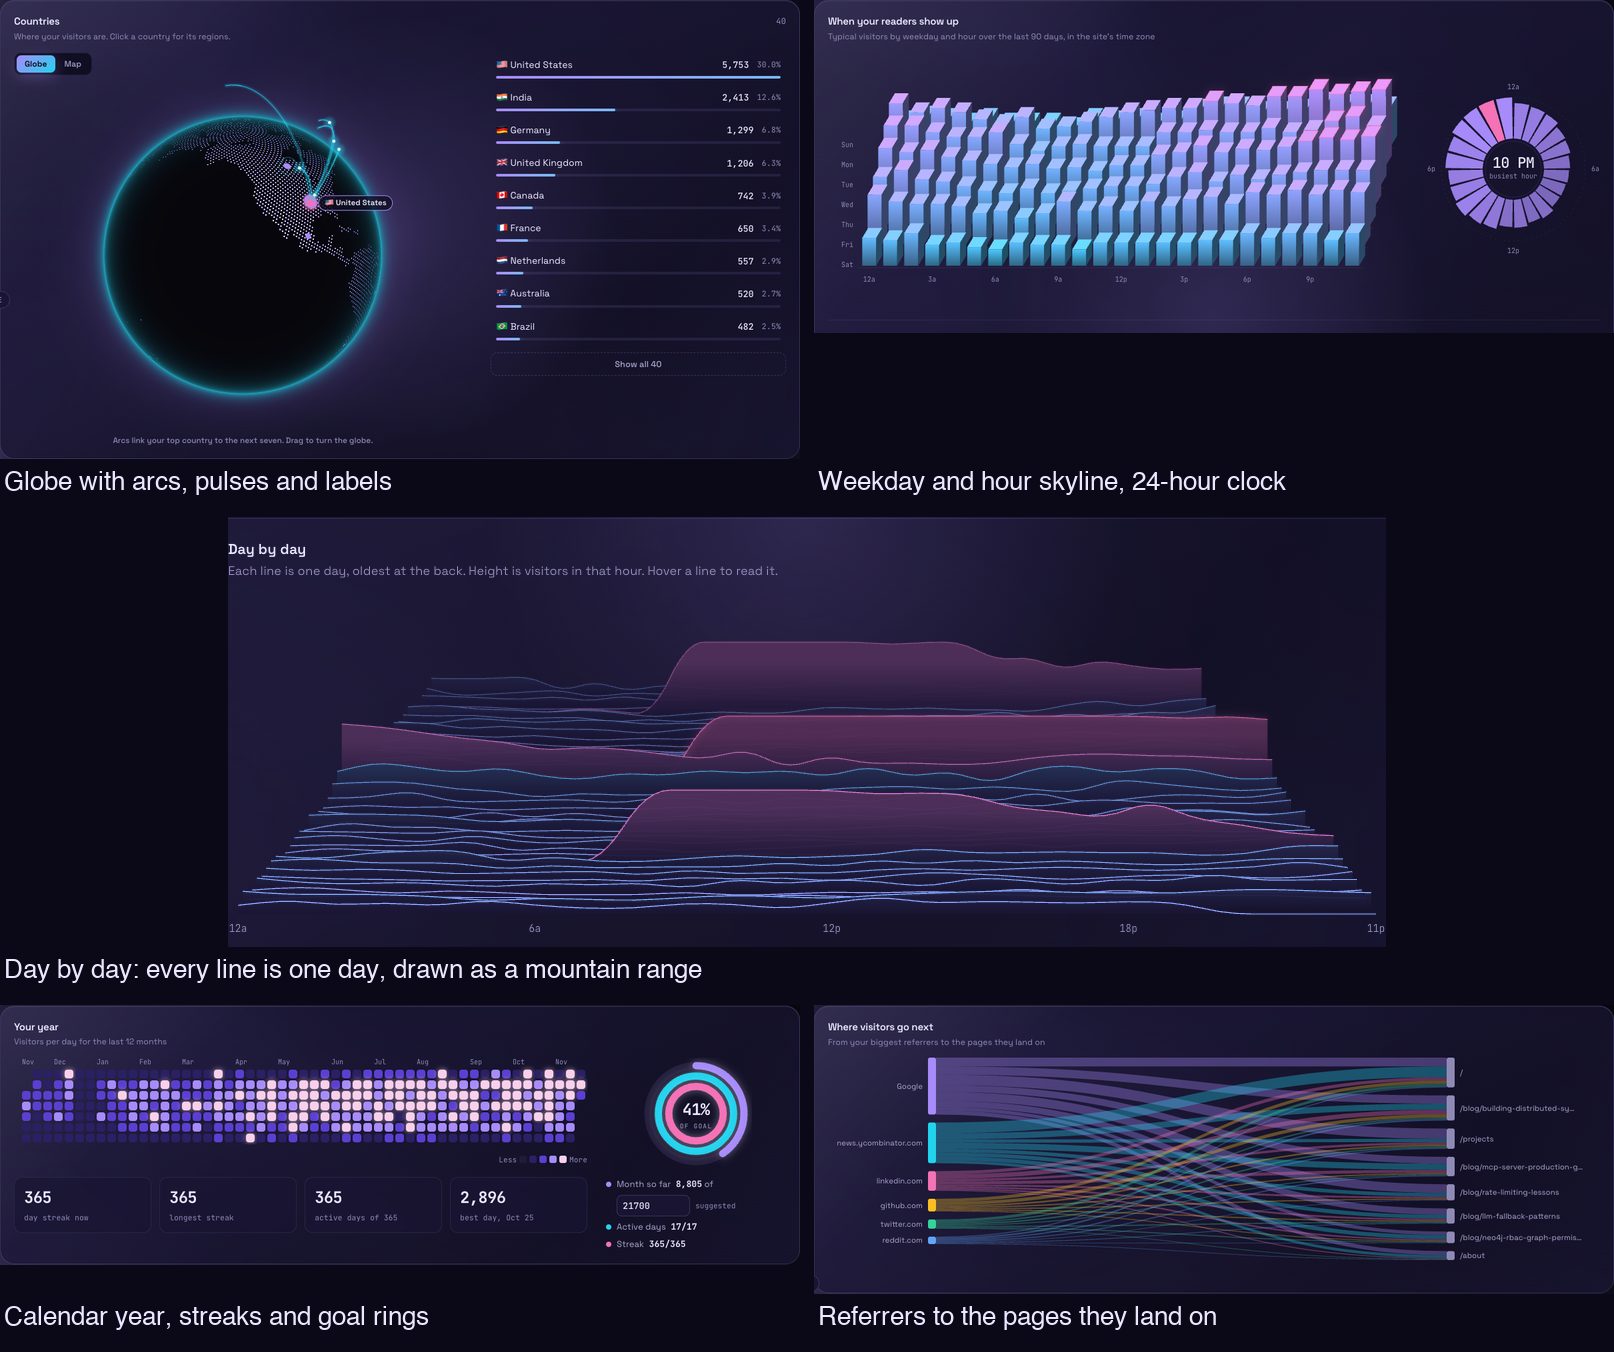 Countries
40
Where your visitors are. Click a country for its regions.
Globe Map
United States 5,753 30.0%
India 2,413 12.6%
Germany 1,299 6.8%
United Kingdom 1,206 6.3%
Canada 742 3.9%
France 650 3.4%
Netherlands 557 2.9%
Australia 520 2.7%
Brazil 482 2.5%
Show all 40
United States
Arcs link your top country to the next seven. Drag to turn the globe.
Globe with arcs, pulses and labels
When your readers show up
Typical visitors by weekday and hour over the last 90 days, in the site's time zone
Sun
Mon
Tue
Wed
Thu
Fri
Sat
12a 3a 6a 9a 12p 3p 6p 9p
12a
6p
10 PM
busiest hour
6a
12p
Weekday and hour skyline, 24-hour clock
Day by day
Each line is one day, oldest at the back. Height is visitors in that hour. Hover a line to read it.
12a 6a 12p 18p 11p
Day by day: every line is one day, drawn as a mountain range
Your year
Visitors per day for the last 12 months
Nov Dec Jan Feb Mar Apr May Jun Jul Aug Sep Oct Nov
Less More
365
day streak now
365
longest streak
365
active days of 365
2,896
best day, Oct 25
41%
OF GOAL
Month so far 8,805 of
21700 suggested
Active days 17/17
Streak 365/365
Calendar year, streaks and goal rings
Where visitors go next
From your biggest referrers to the pages they land on
Google
news.ycombinator.com
linkedin.com
github.com
twitter.com
reddit.com
/
/blog/building-distributed-sy...
/projects
/blog/mcp-server-production-g...
/blog/rate-limiting-lessons
/blog/llm-fallback-patterns
/blog/neo4j-rbac-graph-permis...
/about
Referrers to the pages they land on